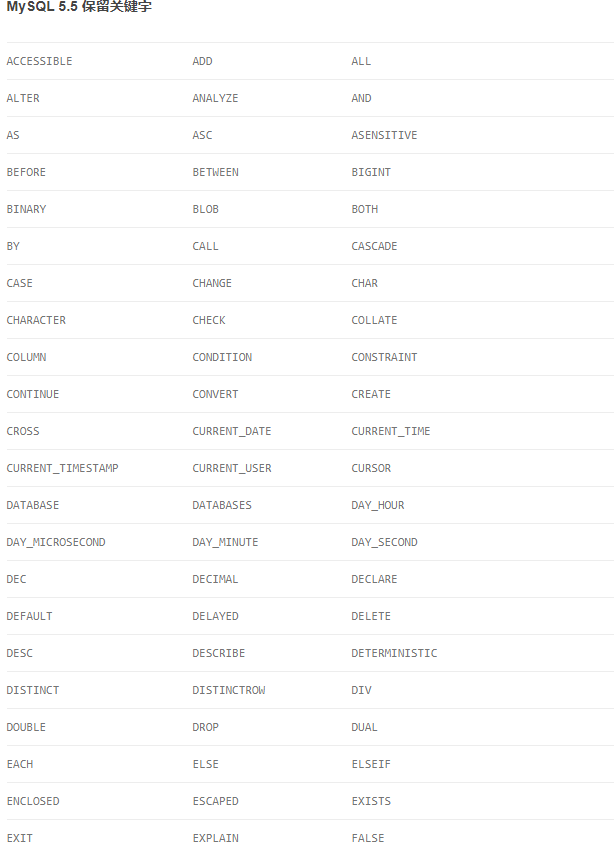 MySQL 5.5 保留关键字
ACCESSIBLE ADD ALL
ALTER ANALYZE AND
AS ASC ASENSITIVE
BEFORE BETWEEN BIGINT
BINARY BLOB BOTH
BY CALL CASCADE
CASE CHANGE CHAR
CHARACTER CHECK COLLATE
COLUMN CONDITION CONSTRAINT
CONTINUE CONVERT CREATE
CROSS CURRENT_DATE CURRENT_TIME
CURRENT_TIMESTAMP CURRENT_USER CURSOR
DATABASE DATABASES DAY_HOUR
DAY_MICROSECOND DAY_MINUTE DAY_SECOND
DEC DECIMAL DECLARE
DEFAULT DELAYED DELETE
DESC DESCRIBE DETERMINISTIC
DISTINCT DISTINCTROW DIV
DOUBLE DROP DUAL
EACH ELSE ELSEIF
ENCLOSED ESCAPED EXISTS
EXIT EXPLAIN FALSE